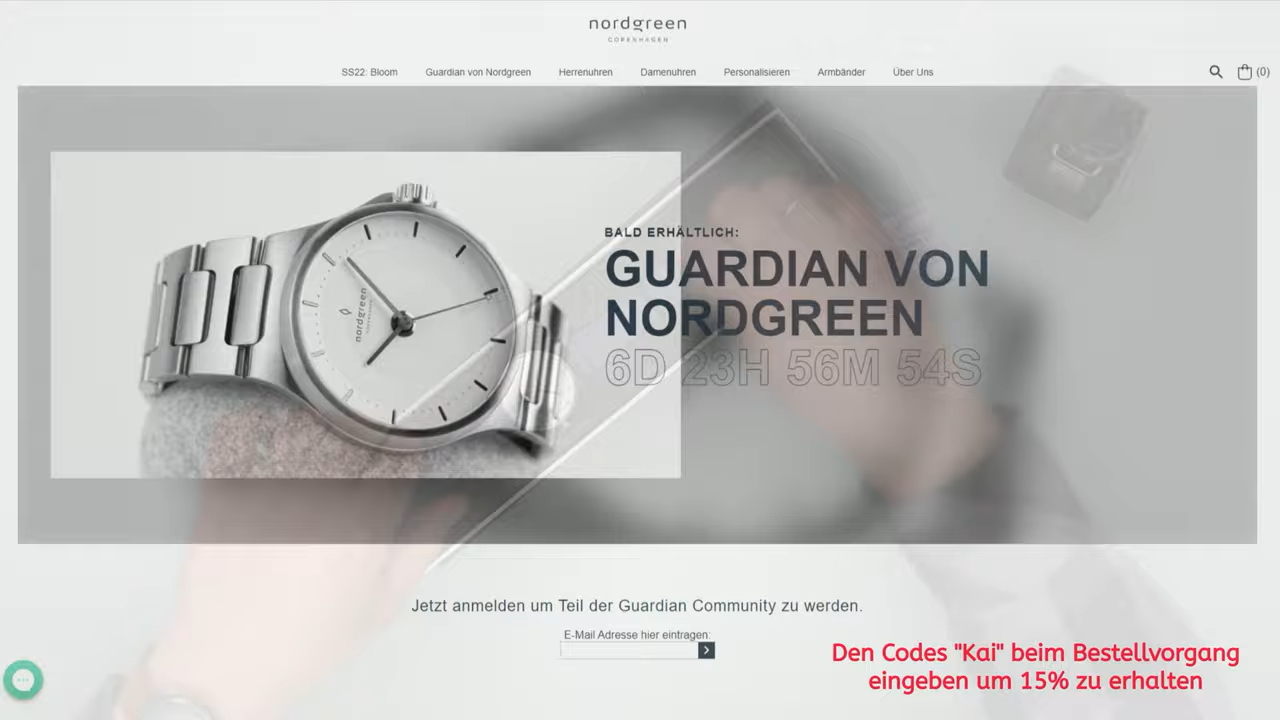 nordgreen
COPENHAGEN
SS22: Bloom Guardian von Nordgreen Herrenuhren Damenuhren Personalisieren Armbänder Über Uns
(0)
BALD ERHÄLTLICH:
GUARDIAN VON
NORDGREEN
6D 23H 56M 54S
nordgreen
Jetzt anmelden um Teil der Guardian Community zu werden.
E-Mail Adresse hier eintragen:
Den Codes "Kai" beim Bestellvorgang
eingeben um 15% zu erhalten